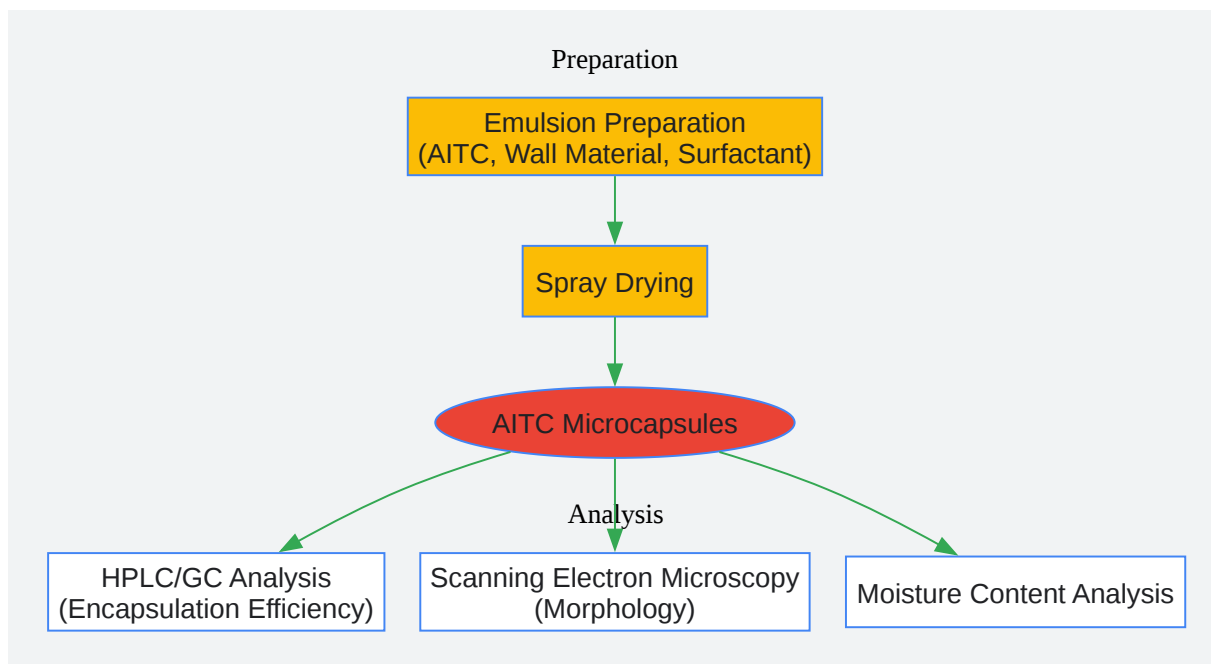 Preparation
Emulsion Preparation
(AITC, Wall Material, Surfactant)
Spray Drying
AITC Microcapsules
Analysis
HPLC/GC Analysis
(Encapsulation Efficiency)
Scanning Electron Microscopy
(Morphology)
Moisture Content Analysis